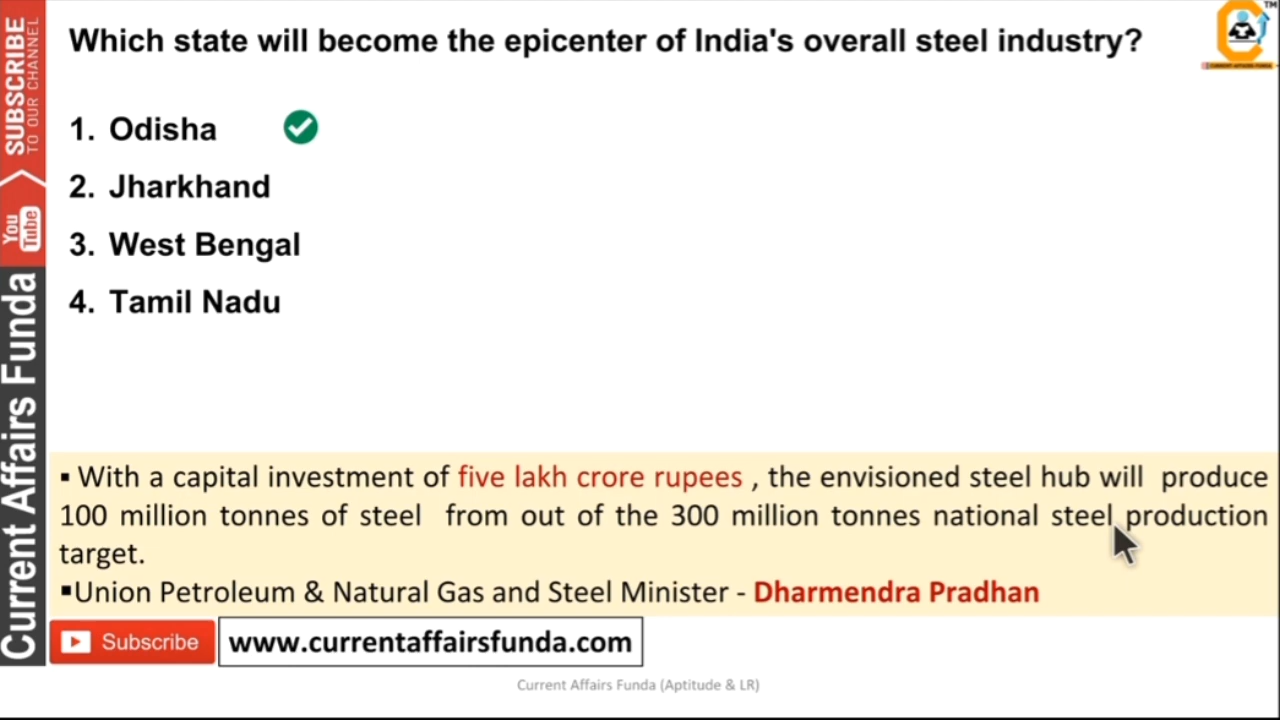 Which state will become the epicenter of India's overall steel industry?
1. Odisha
2. Jharkhand
3. West Bengal
4. Tamil Nadu
▪ With a capital investment of five lakh crore rupees , the envisioned steel hub will produce
100 million tonnes of steel from out of the 300 million tonnes national steel production
target.
▪Union Petroleum & Natural Gas and Steel Minister - Dharmendra Pradhan
Subscribe
www.currentaffairsfunda.com
Current Affairs Funda (Aptitude & LR)
SUBSCRIBE
TO OUR CHANNEL
You
Tube
Current Affairs Funda
TM